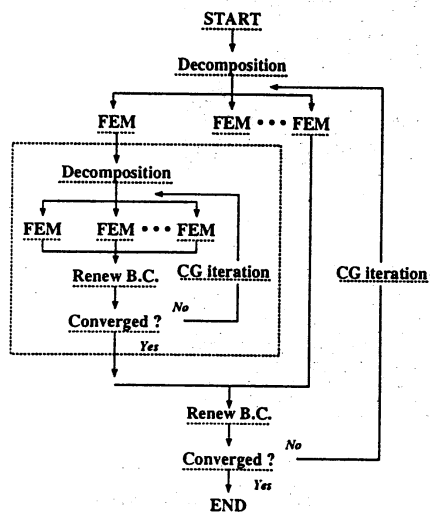 START
Decomposition
FEM FEM ••• FEM
Decomposition
FEM FEM ••• FEM
Renew B.C. CG iteration CG iteration
No
Converged ?
Yes
Renew B.C.
No
Converged ?
Yes
END